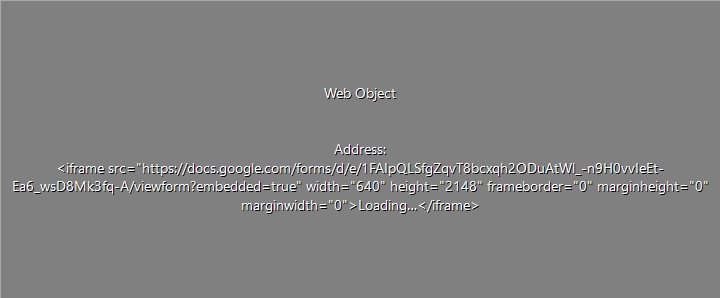 Web Object
Address:
<iframe src="https://docs.google.com/forms/d/e/1FAIpQLSfgZqvT8bcxqh2ODuAtWI_-n9H0vvIeEt-
Ea6_wsD8Mk3fq-A/viewform?embedded=true" width="640" height="2148" frameborder="0" marginheight="0"
marginwidth="0">Loading...</iframe>